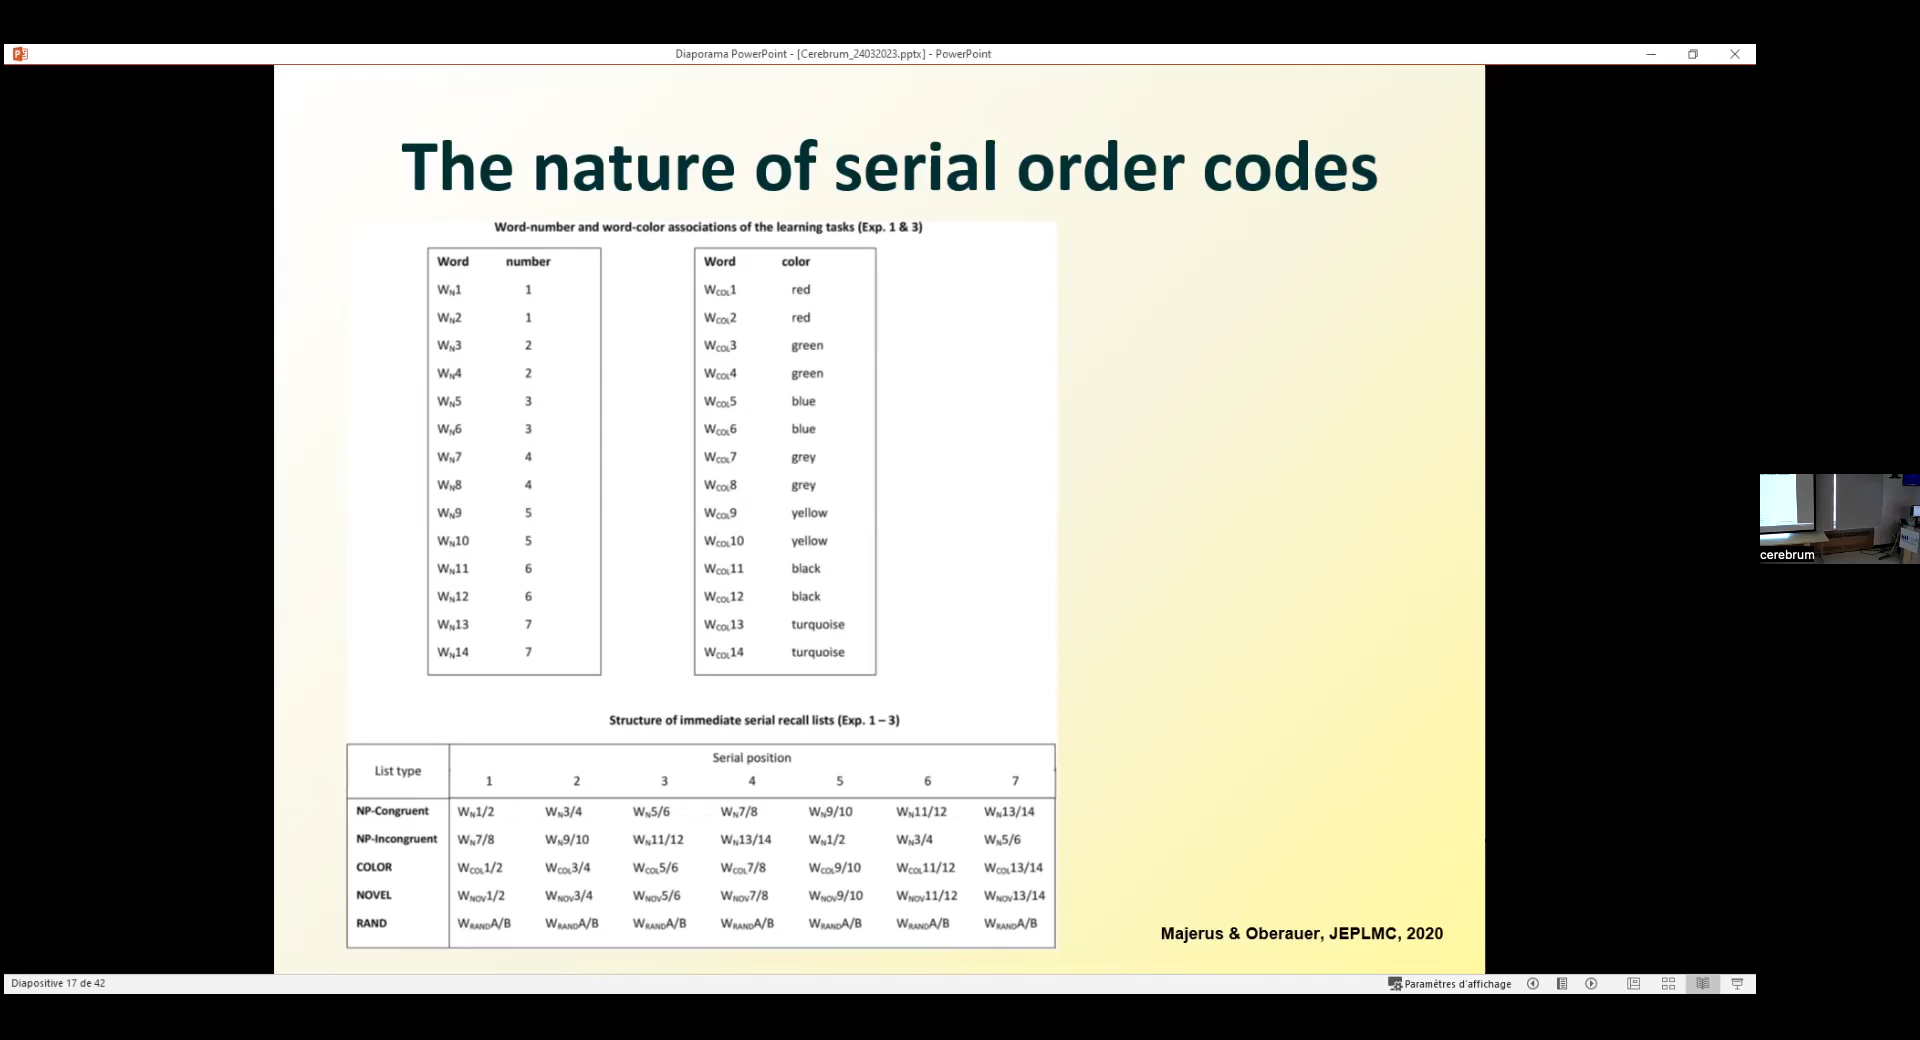 Diaporama PowerPoint - [Cerebrum_24032023.pptx] - PowerPoint
The nature of serial order codes
Word-number and word-color associations of the learning tasks (Exp. 1 & 3)
Word number
WN1 1
WN2 1
WN3 2
WN4 2
WN5 3
WN6 3
WN7 4
WN8 4
WN9 5
WN10 5
WN11 6
WN12 6
WN13 7
WN14 7
Word color
WCOL1 red
WCOL2 red
WCOL3 green
WCOL4 green
WCOL5 blue
WCOL6 blue
WCOL7 grey
WCOL8 grey
WCOL9 yellow
WCOL10 yellow
WCOL11 black
WCOL12 black
WCOL13 turquoise
WCOL14 turquoise
Structure of immediate serial recall lists (Exp. 1 – 3)
List type Serial position
1 2 3 4 5 6 7
NP-Congruent WN1/2 WN3/4 WN5/6 WN7/8 WN9/10 WN11/12 WN13/14
NP-Incongruent WN7/8 WN9/10 WN11/12 WN13/14 WN1/2 WN3/4 WN5/6
COLOR WCOL1/2 WCOL3/4 WCOL5/6 WCOL7/8 WCOL9/10 WCOL11/12 WCOL13/14
NOVEL WNOV1/2 WNOV3/4 WNOV5/6 WNOV7/8 WNOV9/10 WNOV11/12 WNOV13/14
RAND WRANDA/B WRANDA/B WRANDA/B WRANDA/B WRANDA/B WRANDA/B WRANDA/B
Majerus & Oberauer, JEPLMC, 2020
cerebrum
Diapositive 17 de 42
Paramètres d'affichage